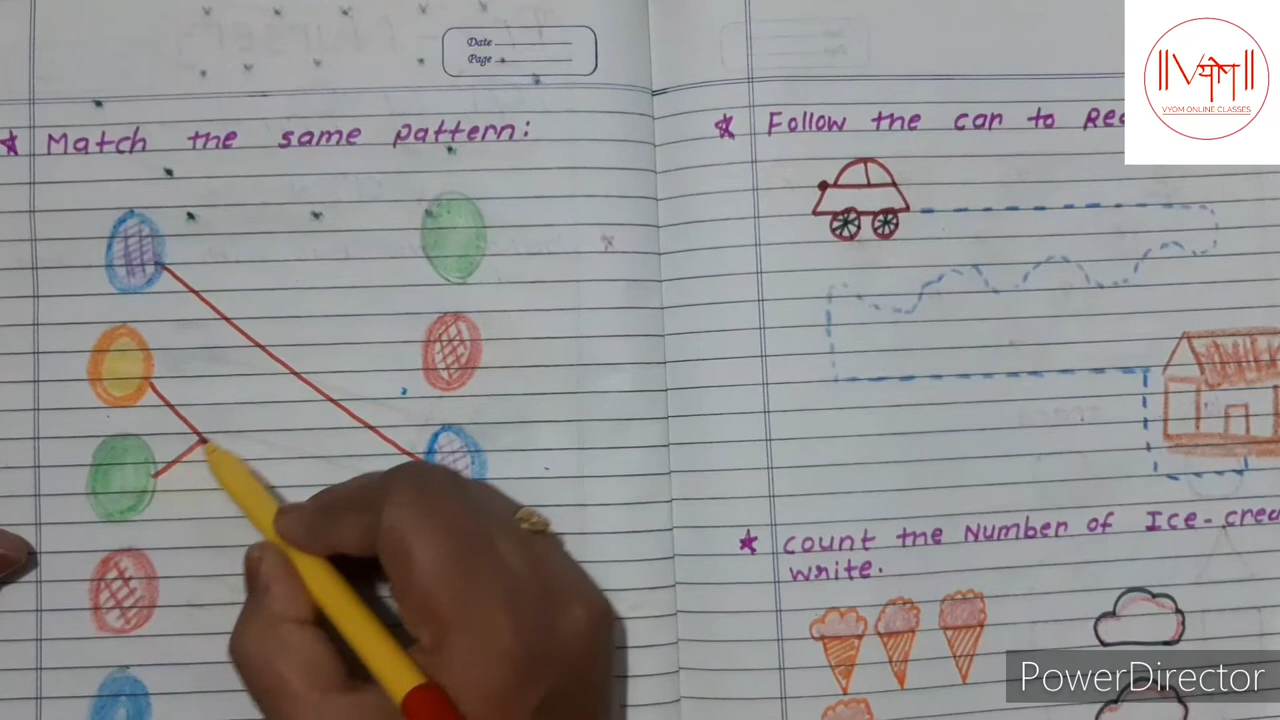 Date
Page
★ Match the same pattern:
★ Follow the car to
||व्योम||
VYOM ONLINE CLASSES
★ count the Number of
write.
PowerDirector